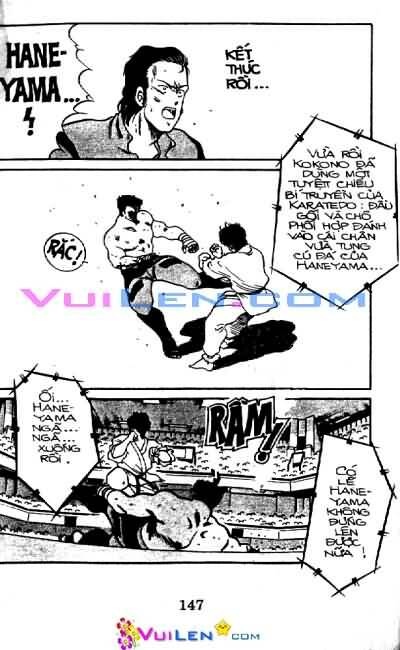 HANE-
YAMA...
!
KẾT
THÚC
RỒI...
VỪA RỒI
KOKONO ĐÃ
DÙNG MỘT
TUYỆT CHIÊU
BÍ TRUYỀN CỦA
KARATEDO: ĐẦU
GỐI VÀ CHỎ
PHỐI HỢP ĐÁNH
VÀO CÁI CHÂN
VỪA TUNG
CÚ ĐÁ CỦA
HANEYAMA...
RẮC!
VUILEN.COM
ỐI...
HANE-
YAMA
NGÃ...
NGÃ...
XUỐNG
RỒI.
RẦM!
CÓ
LẼ
HANE-
YAMA
KHÔNG
ĐỨNG
LÊN
ĐƯỢC
NỮA!
147
VUILEN.COM